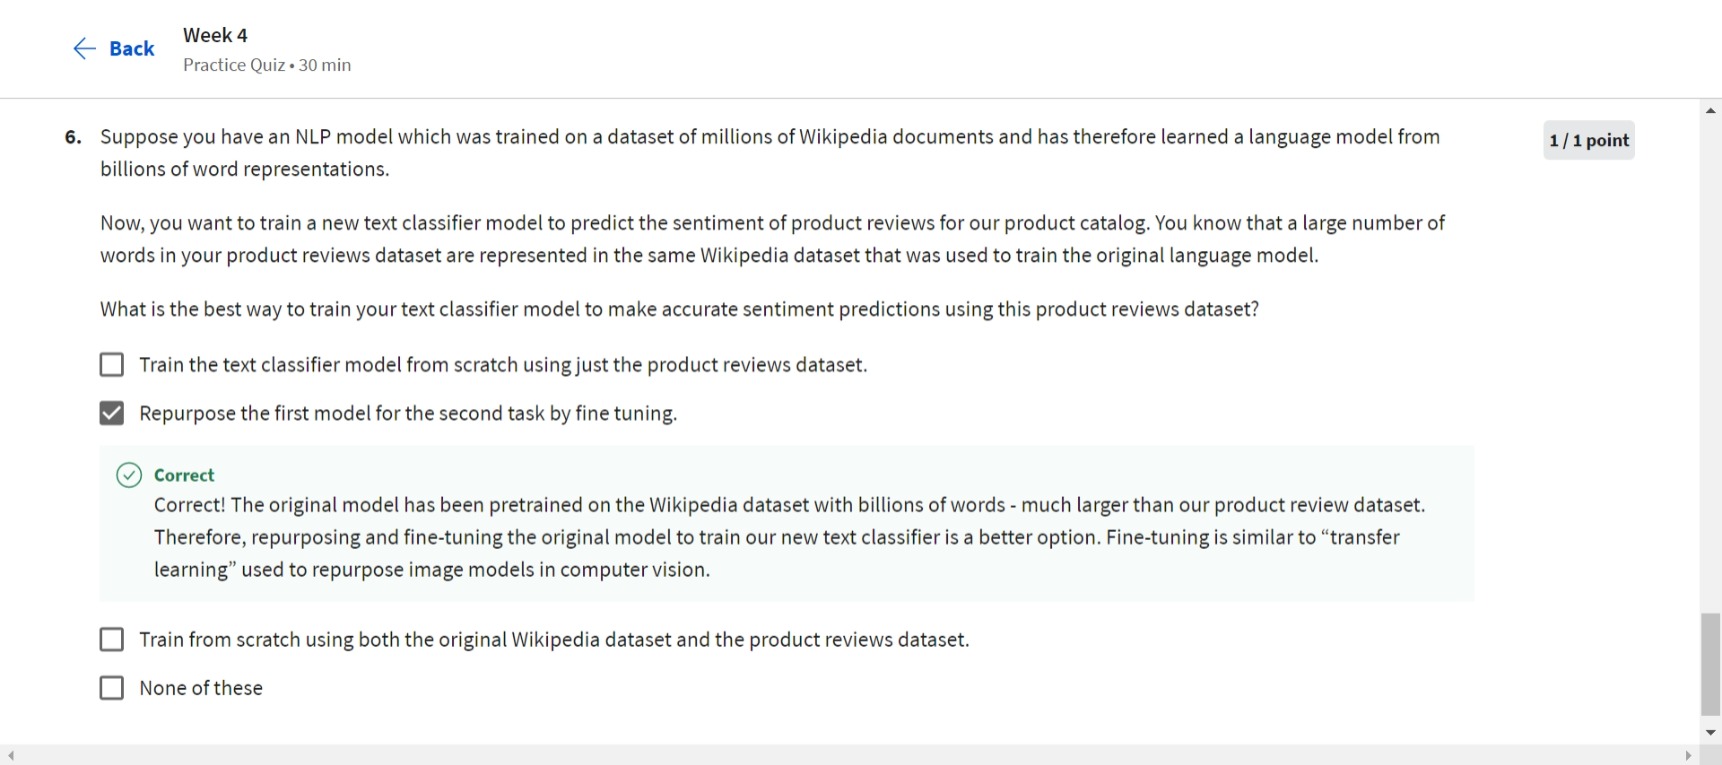 Back
Week 4
Practice Quiz • 30 min
6. Suppose you have an NLP model which was trained on a dataset of millions of Wikipedia documents and has therefore learned a language model from
billions of word representations.
1 / 1 point
Now, you want to train a new text classifier model to predict the sentiment of product reviews for our product catalog. You know that a large number of
words in your product reviews dataset are represented in the same Wikipedia dataset that was used to train the original language model.
What is the best way to train your text classifier model to make accurate sentiment predictions using this product reviews dataset?
Train the text classifier model from scratch using just the product reviews dataset.
Repurpose the first model for the second task by fine tuning.
Correct
Correct! The original model has been pretrained on the Wikipedia dataset with billions of words - much larger than our product review dataset.
Therefore, repurposing and fine-tuning the original model to train our new text classifier is a better option. Fine-tuning is similar to “transfer
learning” used to repurpose image models in computer vision.
Train from scratch using both the original Wikipedia dataset and the product reviews dataset.
None of these